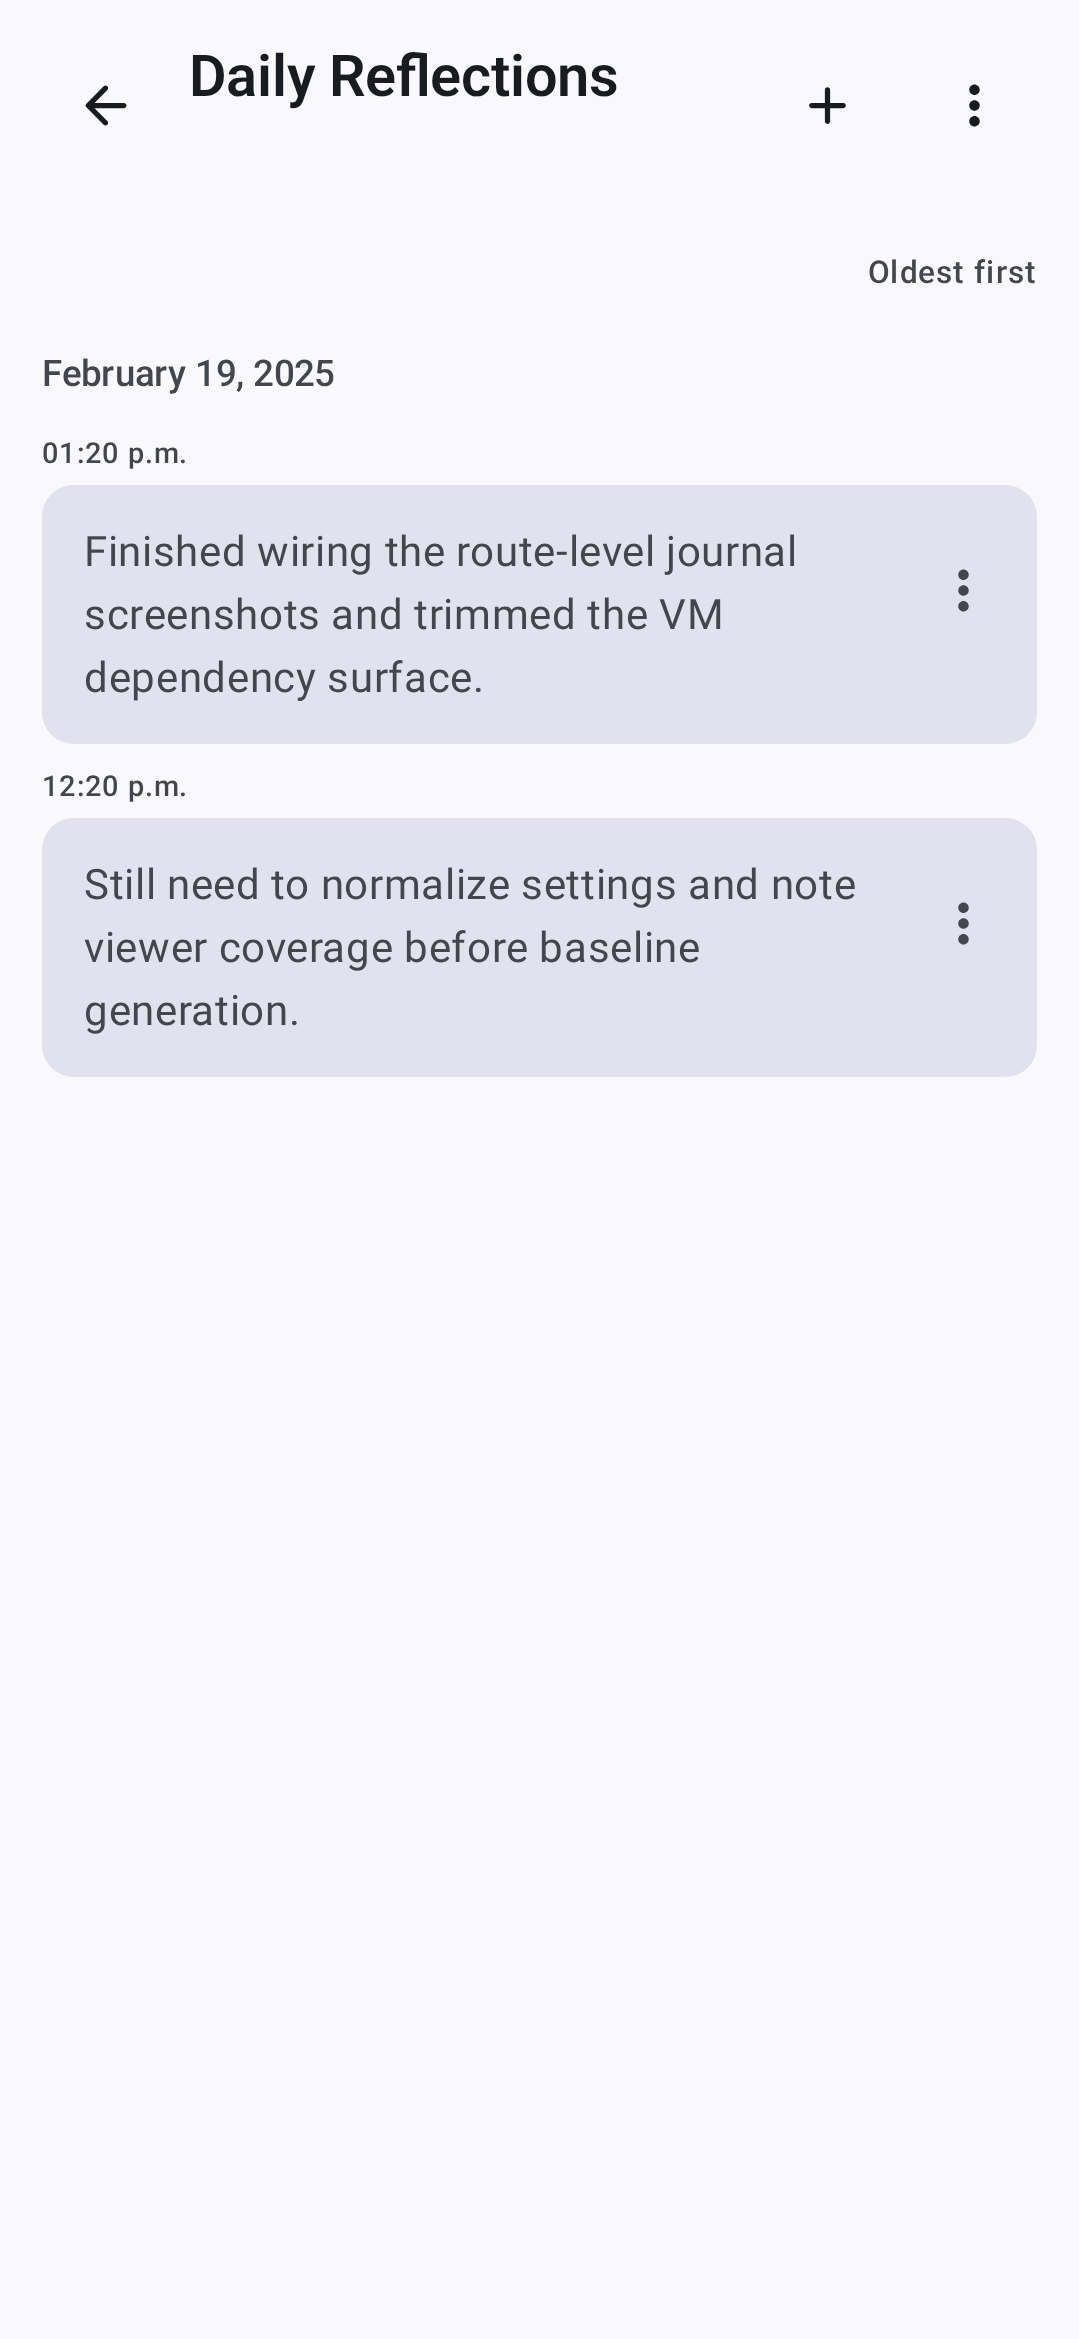 Daily Reflections
Oldest first
February 19, 2025
01:20 p.m.
Finished wiring the route-level journal
screenshots and trimmed the VM
dependency surface.
12:20 p.m.
Still need to normalize settings and note
viewer coverage before baseline
generation.